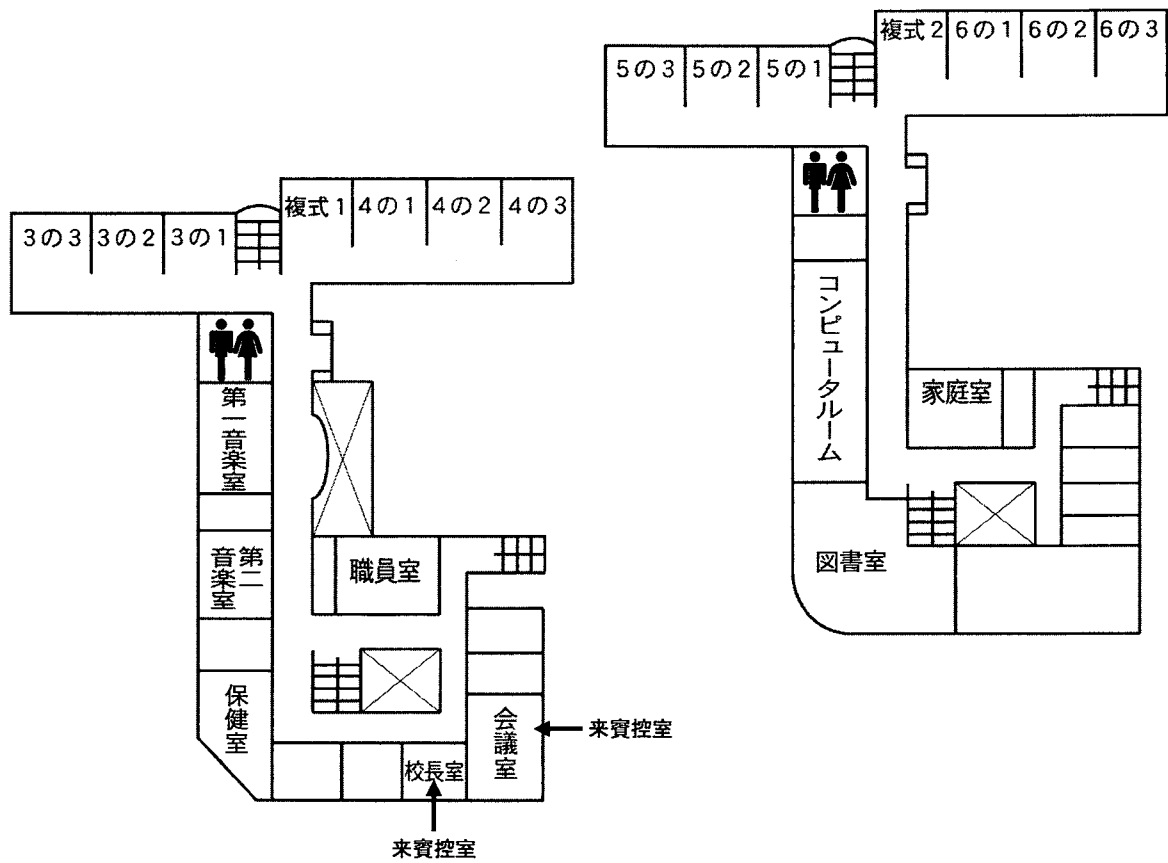 3の3
3の2
3の1
複式1
4の1
4の2
4の3
第一音楽室
第二音楽室
保健室
職員室
校長室
会議室
来賓控室
来賓控室
5の3
5の2
5の1
複式2
6の1
6の2
6の3
コンピュータルーム
家庭室
図書室